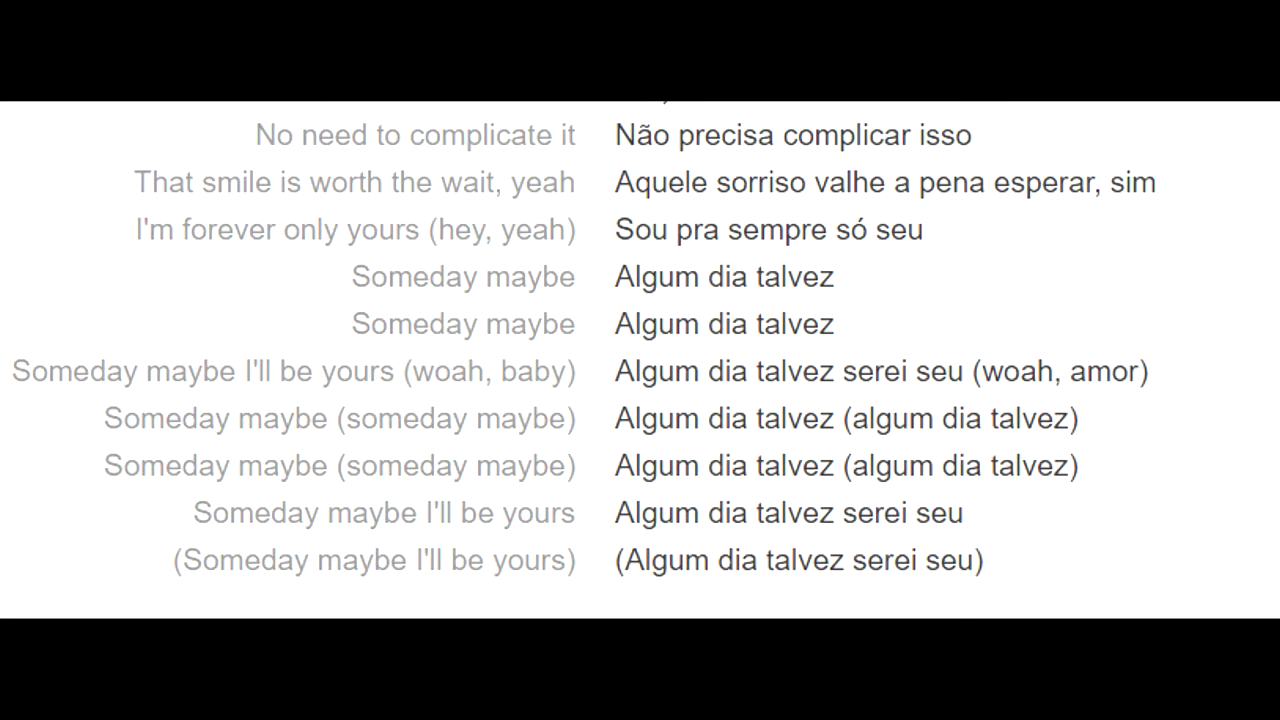 No need to complicate it Não precisa complicar isso
That smile is worth the wait, yeah Aquele sorriso valhe a pena esperar, sim
I'm forever only yours (hey, yeah) Sou pra sempre só seu
Someday maybe Algum dia talvez
Someday maybe Algum dia talvez
Someday maybe I'll be yours (woah, baby) Algum dia talvez serei seu (woah, amor)
Someday maybe (someday maybe) Algum dia talvez (algum dia talvez)
Someday maybe (someday maybe) Algum dia talvez (algum dia talvez)
Someday maybe I'll be yours Algum dia talvez serei seu
(Someday maybe I'll be yours) (Algum dia talvez serei seu)